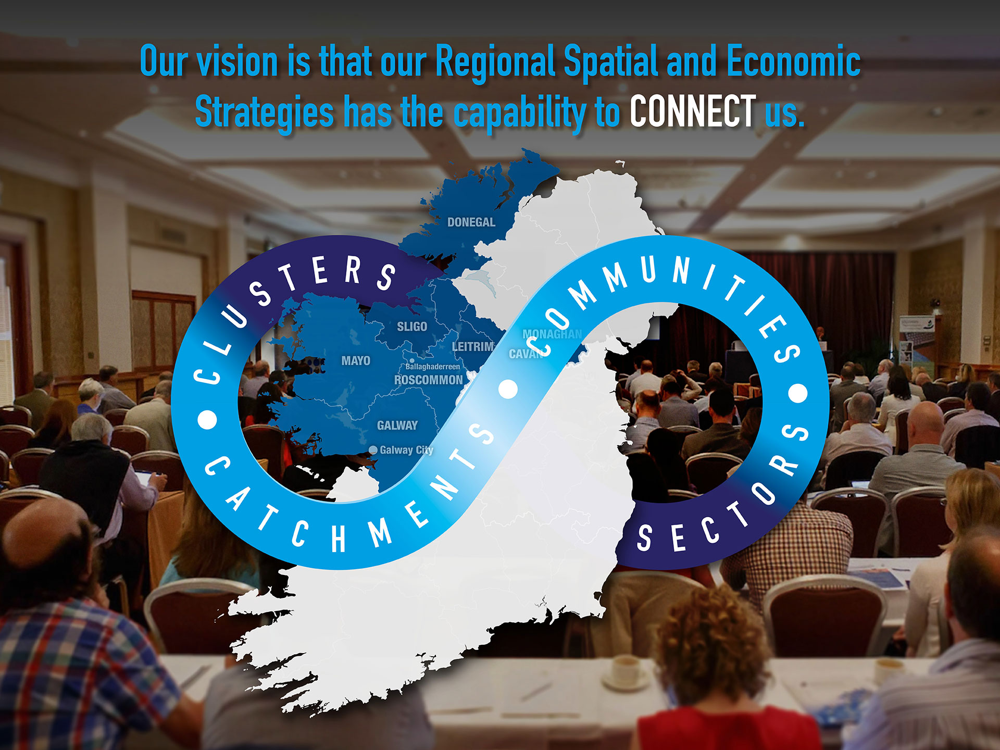 Our vision is that our Regional Spatial and Economic
Strategies has the capability to CONNECT us.
DONEGAL
CLUSTERS
COMMUNITIES
SLIGO
MONAGHAN
LEITRIM
CAVAN
MAYO
Ballaghaderreen
ROSCOMMON
GALWAY
Galway City
CATCHMENTS
SECTORS